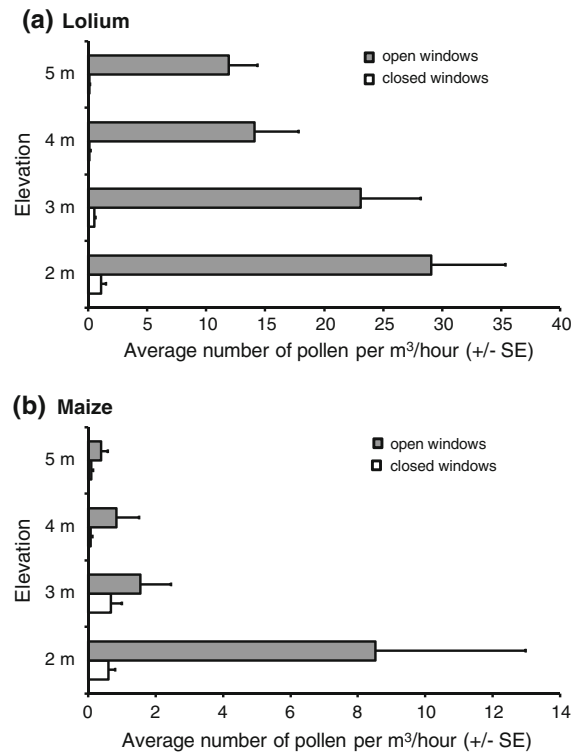 (a) Lolium
open windows
closed windows
Elevation
5 m
4 m
3 m
2 m
0 5 10 15 20 25 30 35 40
Average number of pollen per m³/hour (+/- SE)
(b) Maize
open windows
closed windows
Elevation
5 m
4 m
3 m
2 m
0 2 4 6 8 10 12 14
Average number of pollen per m³/hour (+/- SE)